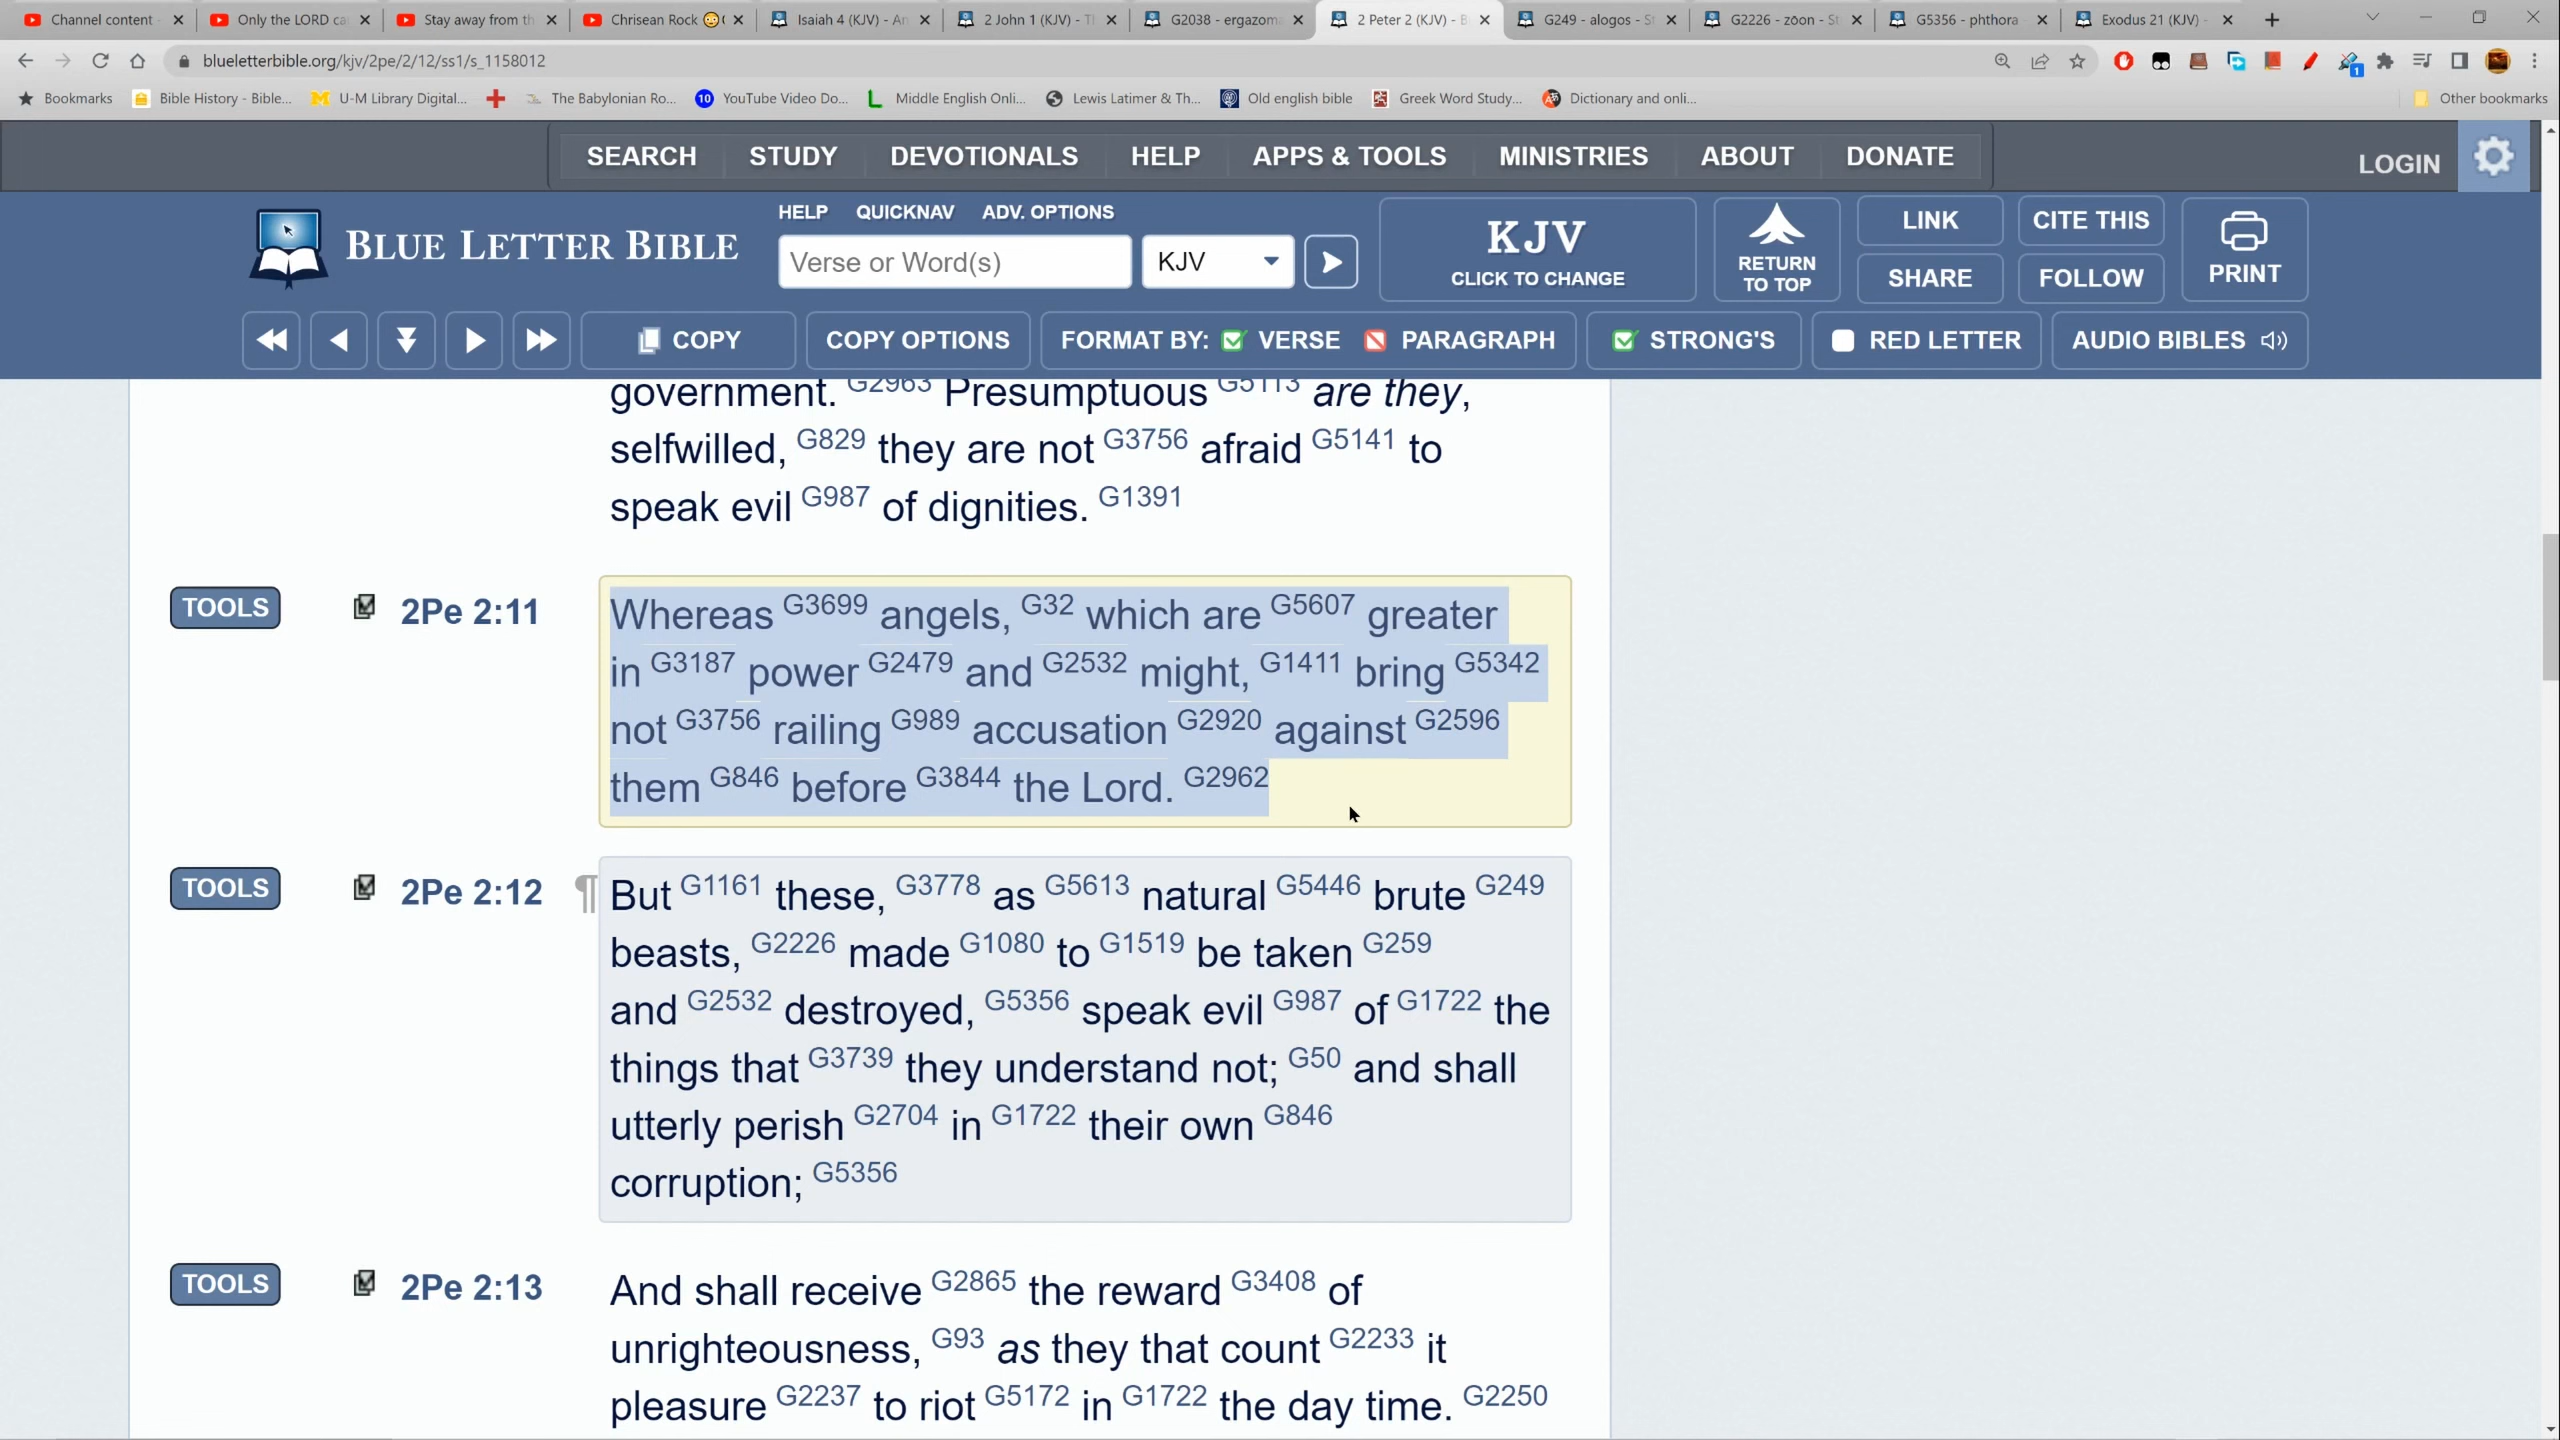 Channel content
Only the LORD ca
Stay away from th
Chrisean Rock
Isaiah 4 (KJV) - An
2 John 1 (KJV) - T
G2038 - ergazoma
2 Peter 2 (KJV) - B
G249 - alogos - St
G2226 - zōon - St
G5356 - phthora
Exodus 21 (KJV) -
blueletterbible.org/kjv/2pe/2/12/ss1/s_1158012
1
Bookmarks
Bible History - Bible...
U-M Library Digital...
The Babylonian Ro...
10 YouTube Video Do...
Middle English Onli...
Lewis Latimer & Th...
Old english bible
Greek Word Study...
Dictionary and onli...
Other bookmarks
SEARCH STUDY DEVOTIONALS HELP APPS & TOOLS MINISTRIES ABOUT DONATE
LOGIN
BLUE LETTER BIBLE
HELP QUICKNAV ADV. OPTIONS
Verse or Word(s)
KJV
KJV
CLICK TO CHANGE
RETURN
TO TOP
LINK
CITE THIS
SHARE
FOLLOW
PRINT
COPY
COPY OPTIONS
FORMAT BY: VERSE PARAGRAPH
STRONG'S
RED LETTER
AUDIO BIBLES
government. G2963 Presumptuous G5113 are they,
selfwilled, G829 they are not G3756 afraid G5141 to
speak evil G987 of dignities. G1391
TOOLS
2Pe 2:11
Whereas G3699 angels, G32 which are G5607 greater
in G3187 power G2479 and G2532 might, G1411 bring G5342
not G3756 railing G989 accusation G2920 against G2596
them G846 before G3844 the Lord. G2962
TOOLS
2Pe 2:12
¶ But G1161 these, G3778 as G5613 natural G5446 brute G249
beasts, G2226 made G1080 to G1519 be taken G259
and G2532 destroyed, G5356 speak evil G987 of G1722 the
things that G3739 they understand not; G50 and shall
utterly perish G2704 in G1722 their own G846
corruption; G5356
TOOLS
2Pe 2:13
And shall receive G2865 the reward G3408 of
unrighteousness, G93 as they that count G2233 it
pleasure G2237 to riot G5172 in G1722 the day time. G2250